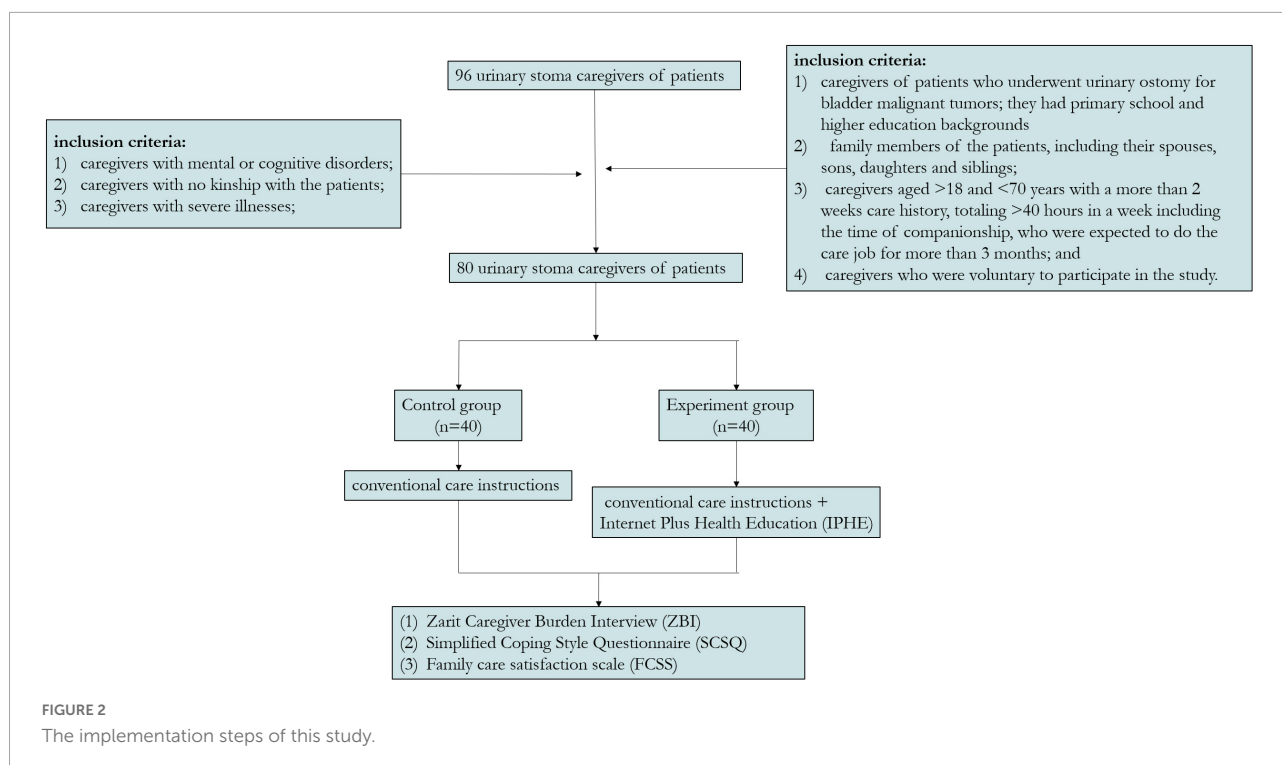 96 urinary stoma caregivers of patients
inclusion criteria:
1) caregivers with mental or cognitive disorders;
2) caregivers with no kinship with the patients;
3) caregivers with severe illnesses;
inclusion criteria:
1) caregivers of patients who underwent urinary ostomy for
bladder malignant tumors; they had primary school and
higher education backgrounds
2) family members of the patients, including their spouses,
sons, daughters and siblings;
3) caregivers aged >18 and <70 years with a more than 2
weeks care history, totaling >40 hours in a week including
the time of companionship, who were expected to do the
care job for more than 3 months; and
4) caregivers who were voluntary to participate in the study.
80 urinary stoma caregivers of patients
Control group
(n=40)
Experiment group
(n=40)
conventional care instructions
conventional care instructions +
Internet Plus Health Education (IPHE)
(1) Zarit Caregiver Burden Interview (ZBI)
(2) Simplified Coping Style Questionnaire (SCSQ)
(3) Family care satisfaction scale (FCSS)
FIGURE 2
The implementation steps of this study.